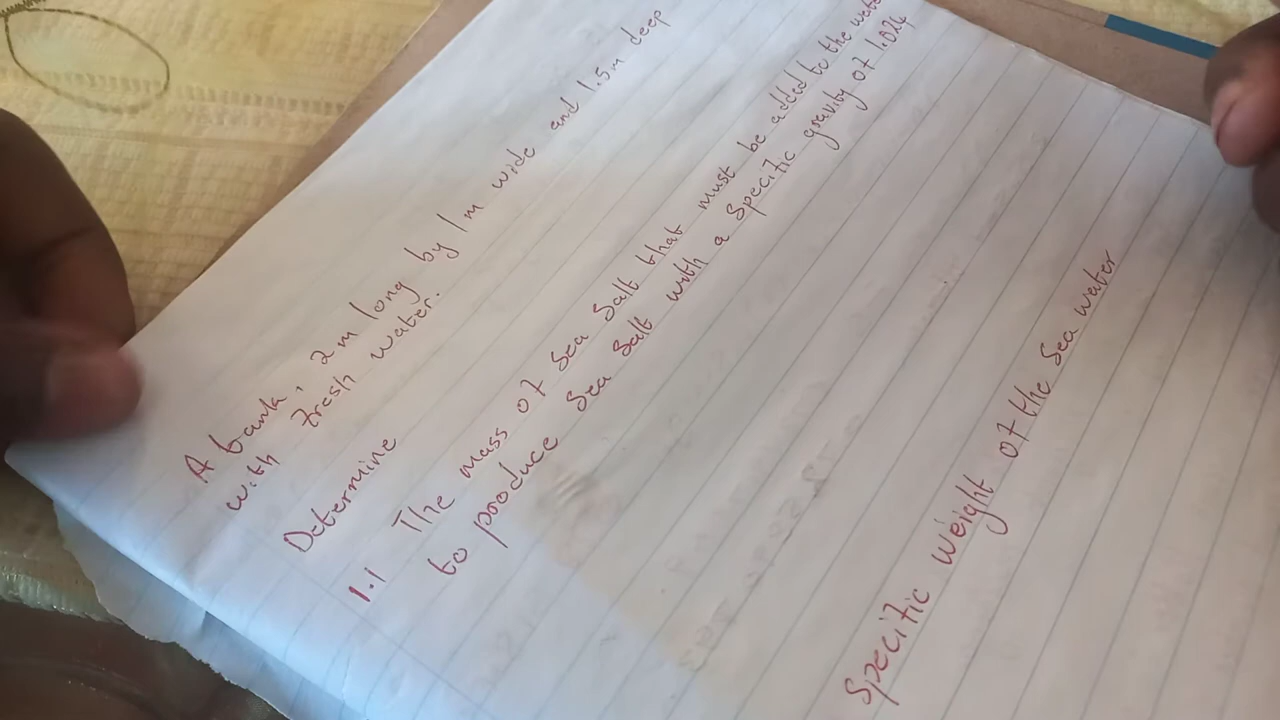 A tank, 2m long by 1m wide and 1.5m deep
with fresh water.
Determine
1.1 The mass of sea salt that must be added to the wate
to produce sea salt with a specific gravity of 1.024
Specific weight of the sea water